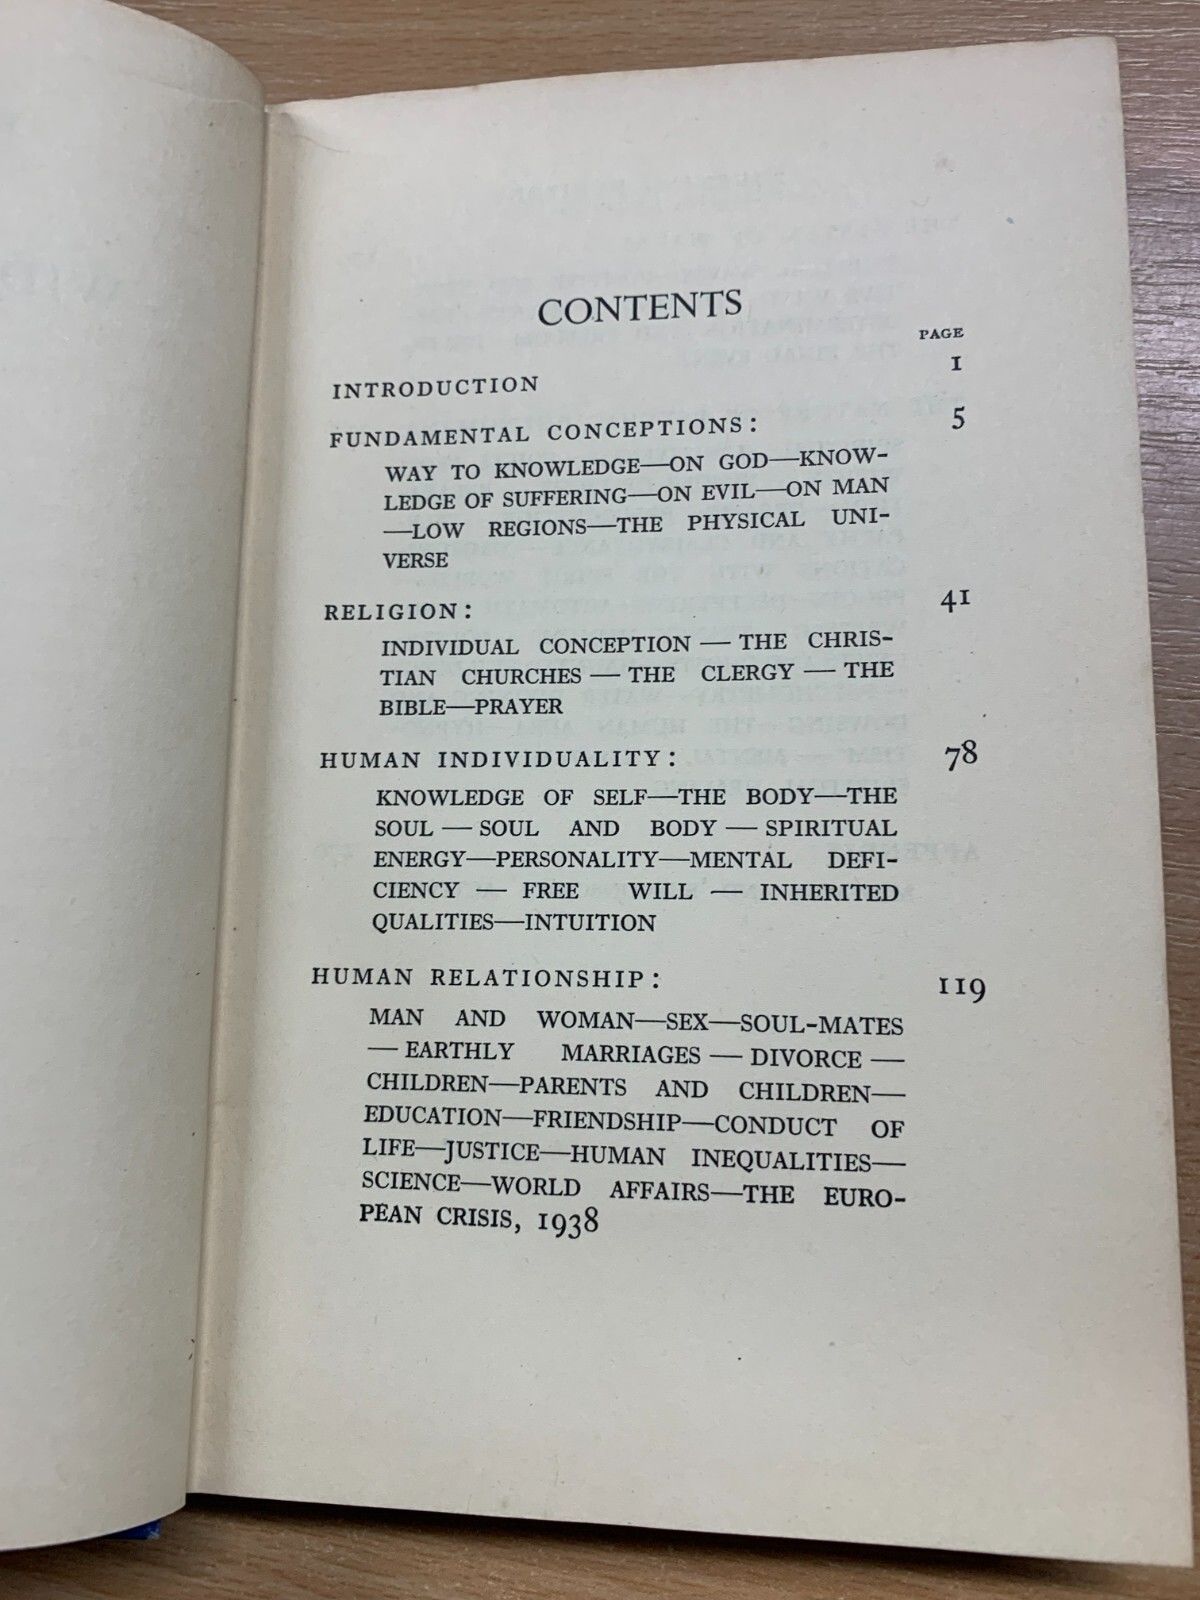 CONTENTS
PAGE
INTRODUCTION 1
FUNDAMENTAL CONCEPTIONS: 5
WAY TO KNOWLEDGE—ON GOD—KNOW-
LEDGE OF SUFFERING—ON EVIL—ON MAN
—LOW REGIONS—THE PHYSICAL UNI-
VERSE
RELIGION: 41
INDIVIDUAL CONCEPTION — THE CHRIS-
TIAN CHURCHES — THE CLERGY — THE
BIBLE—PRAYER
HUMAN INDIVIDUALITY: 78
KNOWLEDGE OF SELF—THE BODY—THE
SOUL — SOUL AND BODY — SPIRITUAL
ENERGY—PERSONALITY—MENTAL DEFI-
CIENCY — FREE WILL — INHERITED
QUALITIES—INTUITION
HUMAN RELATIONSHIP: 119
MAN AND WOMAN—SEX—SOUL-MATES
— EARTHLY MARRIAGES — DIVORCE —
CHILDREN—PARENTS AND CHILDREN—
EDUCATION—FRIENDSHIP—CONDUCT OF
LIFE—JUSTICE—HUMAN INEQUALITIES—
SCIENCE—WORLD AFFAIRS—THE EURO-
PEAN CRISIS, 1938